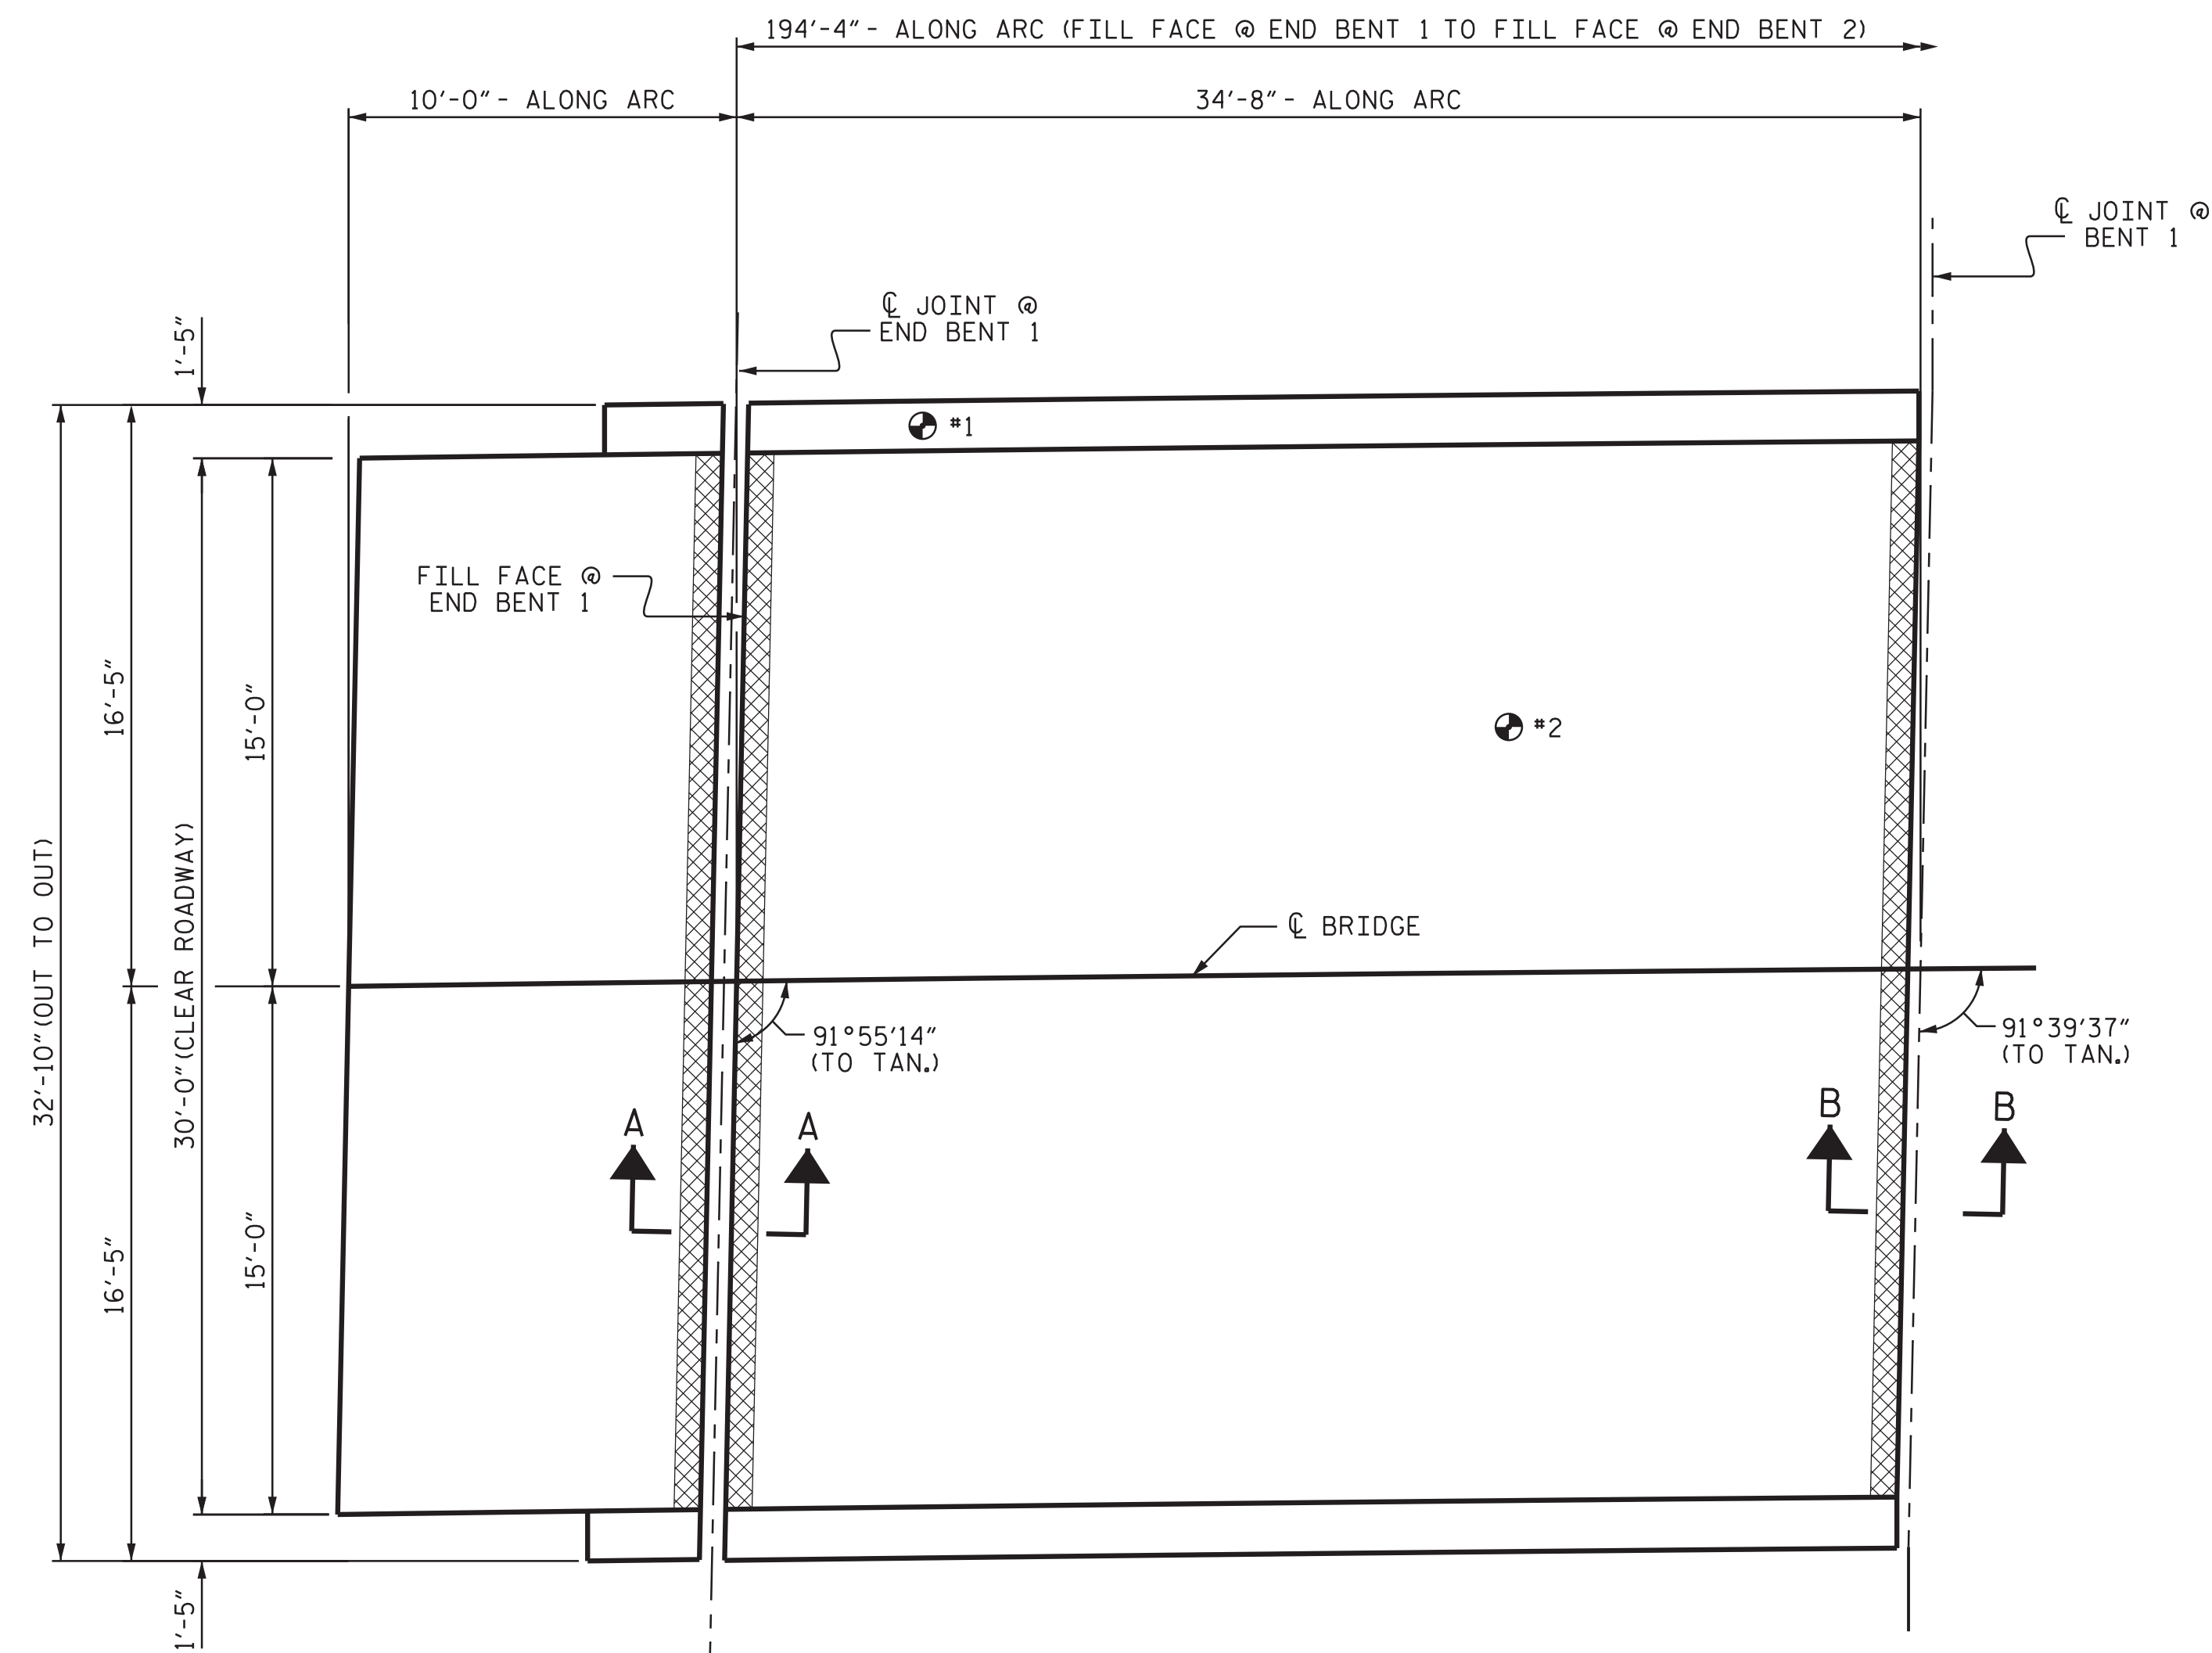 194'-4"- ALONG ARC (FILL FACE @ END BENT 1 TO FILL FACE @ END BENT 2)
10'-0"- ALONG ARC
34'-8"- ALONG ARC
℄ JOINT @
BENT 1
℄ JOINT @
END BENT 1
1'-5"
#1
FILL FACE @
END BENT 1
16'-5"
15'-0"
#2
32'-10"(OUT TO OUT)
30'-0"(CLEAR ROADWAY)
℄ BRIDGE
91°55'14"
(TO TAN.)
91°39'37"
(TO TAN.)
A
A
B
B
16'-5"
15'-0"
1'-5"